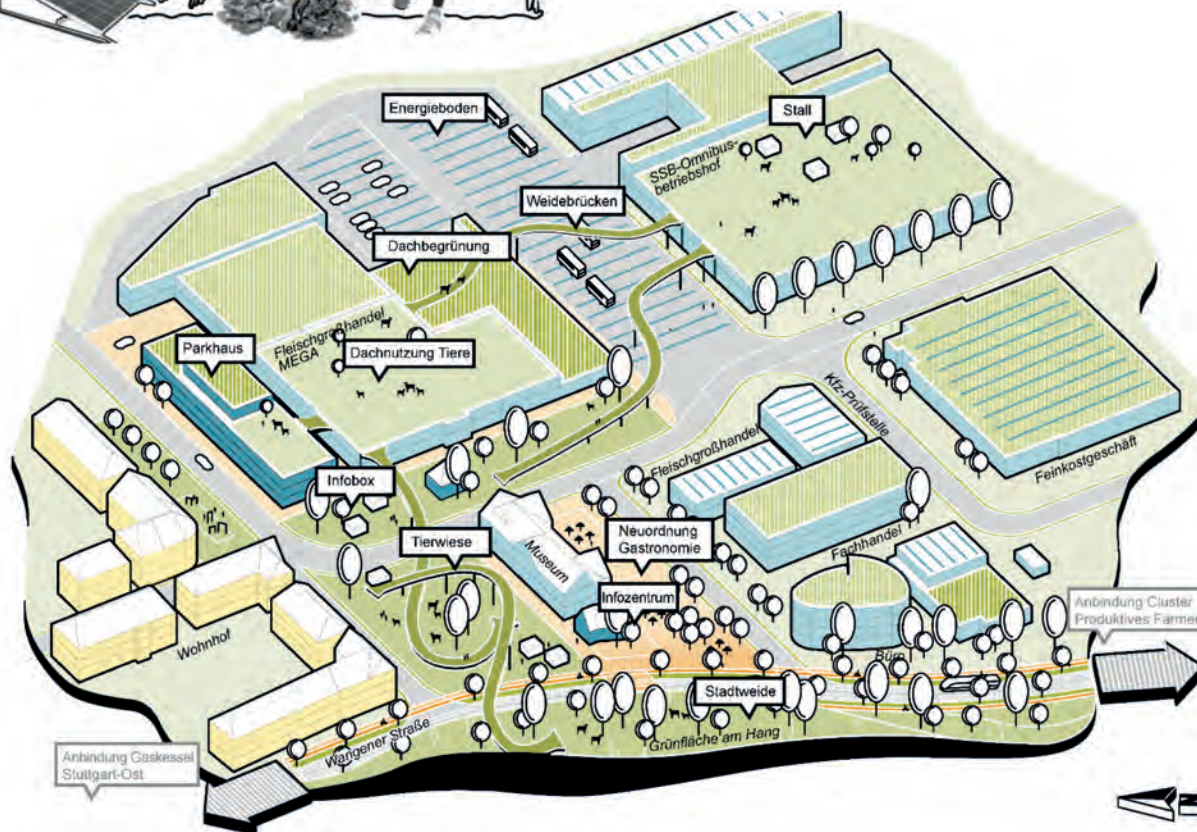 Energieboden
Stall
SSB-Omnibus-
betriebshof
Weidebrücken
Dachbegrünung
Fleischgroßhandel
MEGA
Parkhaus
Dachnutzung Tiere
Kfz-Prüfstelle
Fleischgroßhandel
Feinkostgeschäft
Infobox
Tierwiese
Museum
Neuordnung
Gastronomie
Fachhandel
Infozentrum
Anbindung Cluster
Produktives Farmen
Wohnhof
Büro
Stadtweide
Grünfläche am Hang
Wangener Straße
Anbindung Gaskessel
Stuttgart-Ost
N